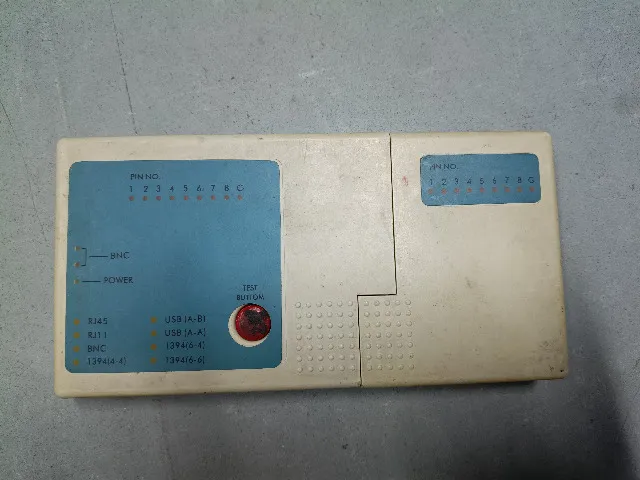 PIN NO.
1 2 3 4 5 6 7 8 G
BNC
POWER
TEST
BUTTOM
RJ45
RJ11
BNC
1394(4-4)
USB (A-B)
USB (A-A)
1394(6-4)
1394(6-6)
PIN NO.
1 2 3 4 5 6 7 8 G